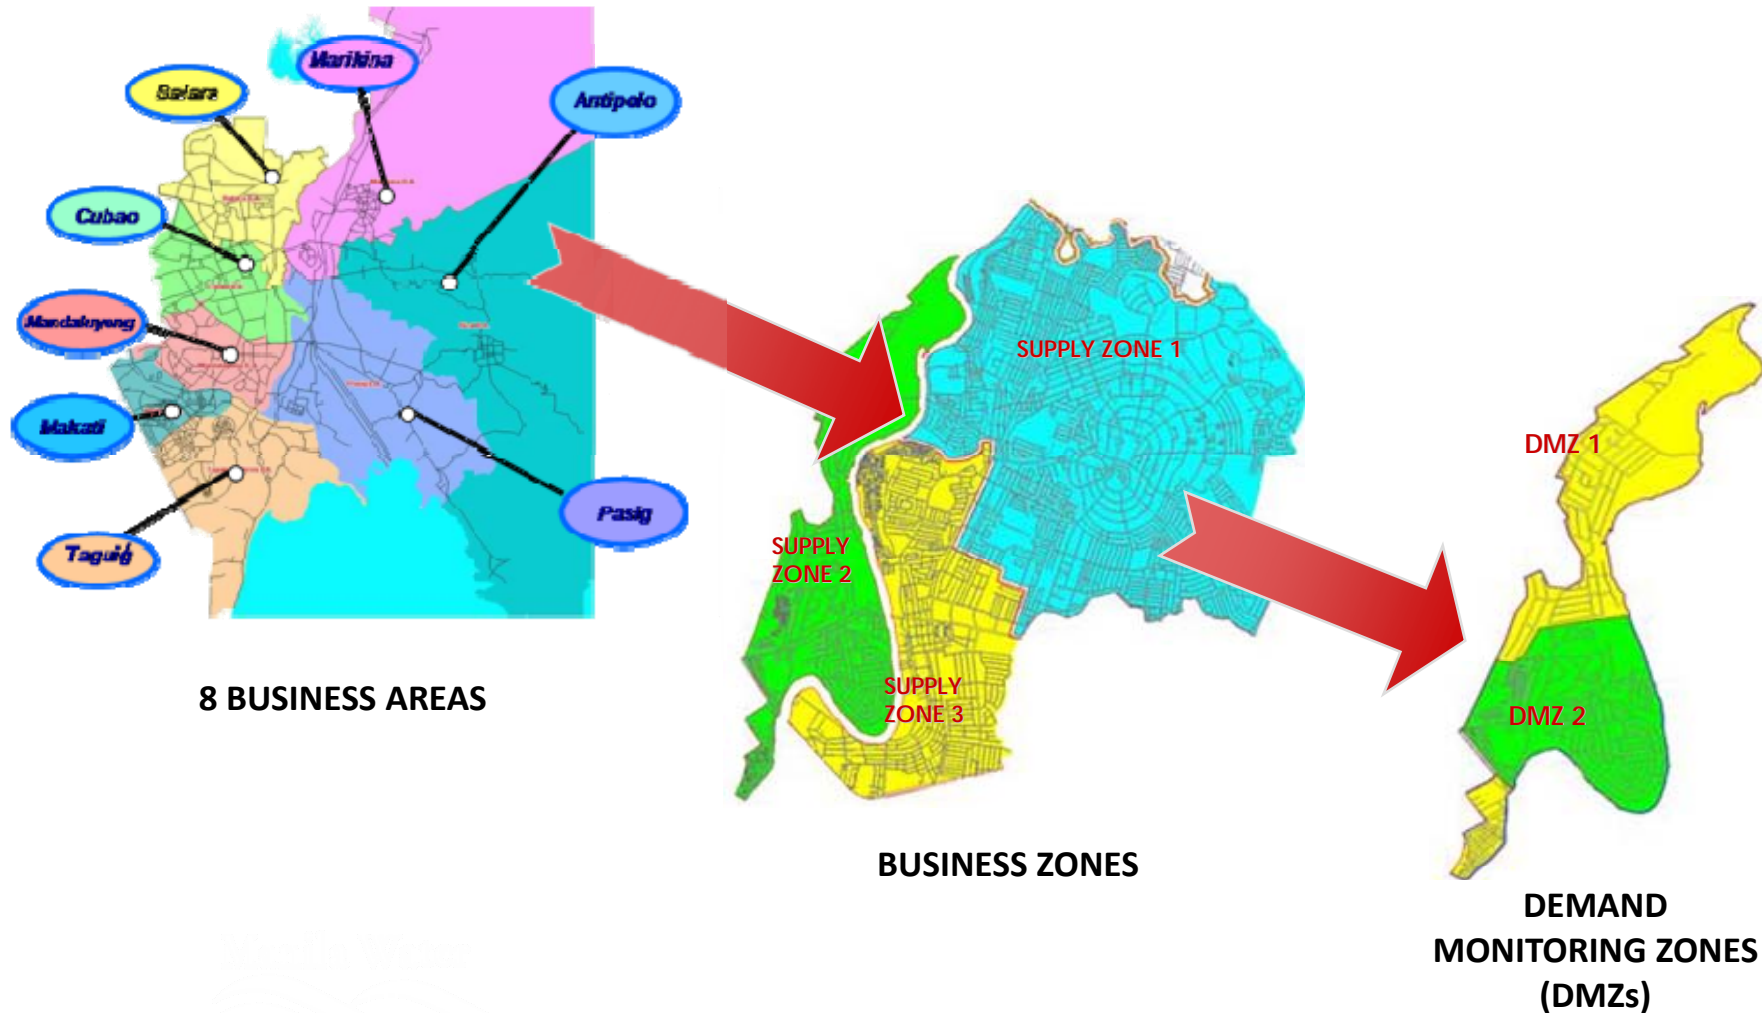 Marikina
Balara
Antipolo
Cubao
Mandaluyong
Makati
Pasig
Taguig
8 BUSINESS AREAS
SUPPLY ZONE 1
SUPPLY
ZONE 2
SUPPLY
ZONE 3
BUSINESS ZONES
DMZ 1
DMZ 2
DEMAND
MONITORING ZONES
(DMZs)